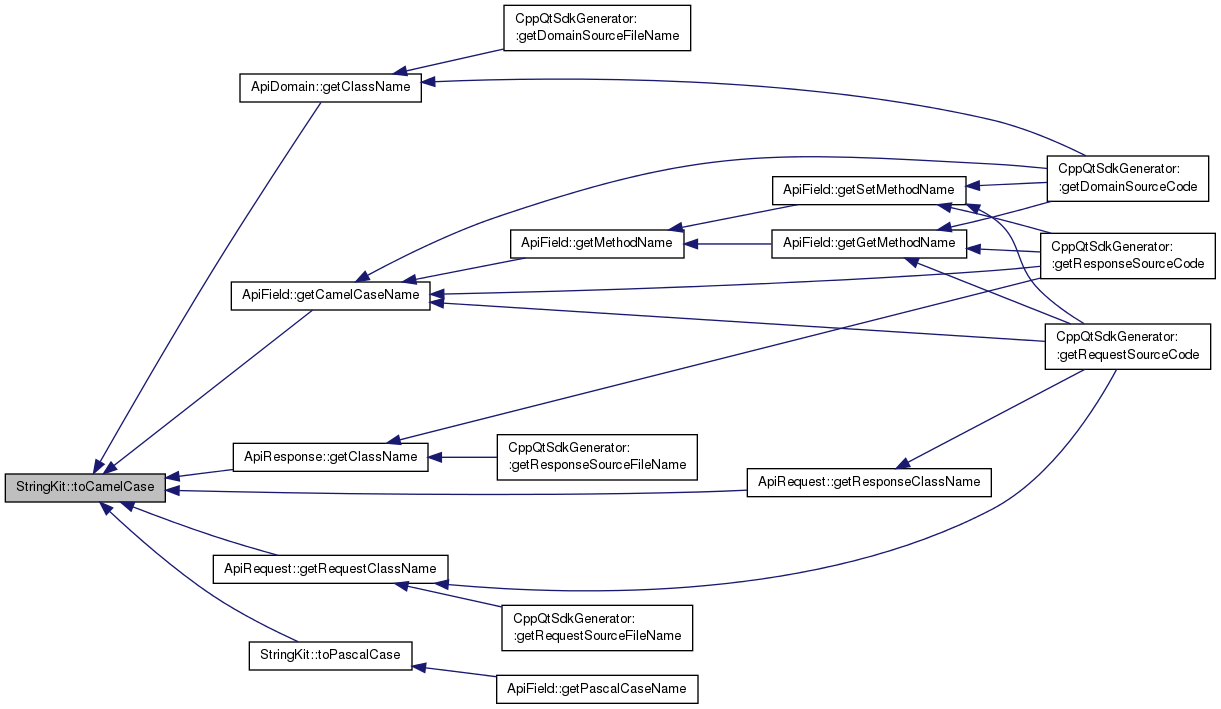 CppQtSdkGenerator:
:getDomainSourceFileName
ApiDomain::getClassName
CppQtSdkGenerator:
:getDomainSourceCode
ApiField::getSetMethodName
ApiField::getMethodName
ApiField::getGetMethodName
CppQtSdkGenerator:
:getResponseSourceCode
ApiField::getCamelCaseName
CppQtSdkGenerator:
:getRequestSourceCode
ApiResponse::getClassName
CppQtSdkGenerator:
:getResponseSourceFileName
StringKit::toCamelCase
ApiRequest::getResponseClassName
ApiRequest::getRequestClassName
CppQtSdkGenerator:
:getRequestSourceFileName
StringKit::toPascalCase
ApiField::getPascalCaseName